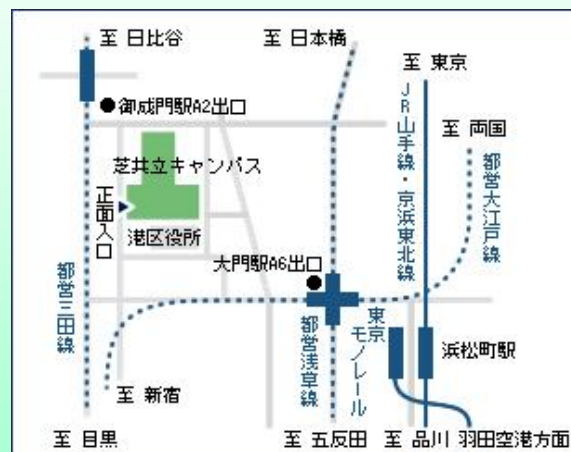 至 日比谷
至 日本橋
至 東京
御成門駅A2出口
JR山手線・京浜東北線
至 両国
芝共立キャンパス
都営大江戸線
正面入口
港区役所
大門駅A6出口
都営三田線
都営浅草線
東京モノレール
浜松町駅
至 新宿
至 目黒
至 五反田
至 品川
羽田空港方面